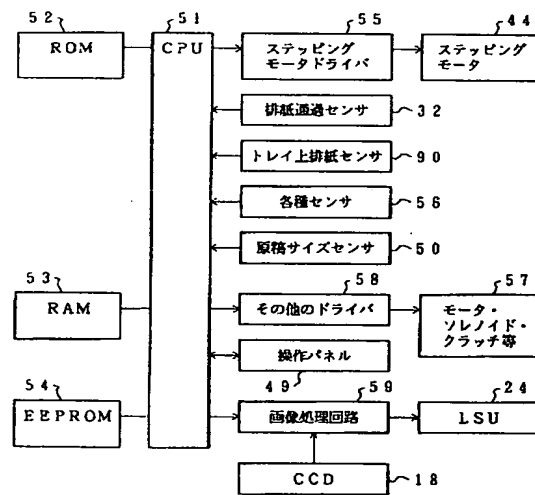 52
ROM
51
CPU
55
ステッピング
モータドライバ
44
ステッピング
モータ
排紙通過センサ
32
トレイ上排紙センサ
90
各種センサ
56
原稿サイズセンサ
50
53
RAM
58
その他のドライバ
57
モータ・
ソレノイド・
クラッチ等
操作パネル
49
54
EEPROM
59
画像処理回路
24
LSU
CCD
18